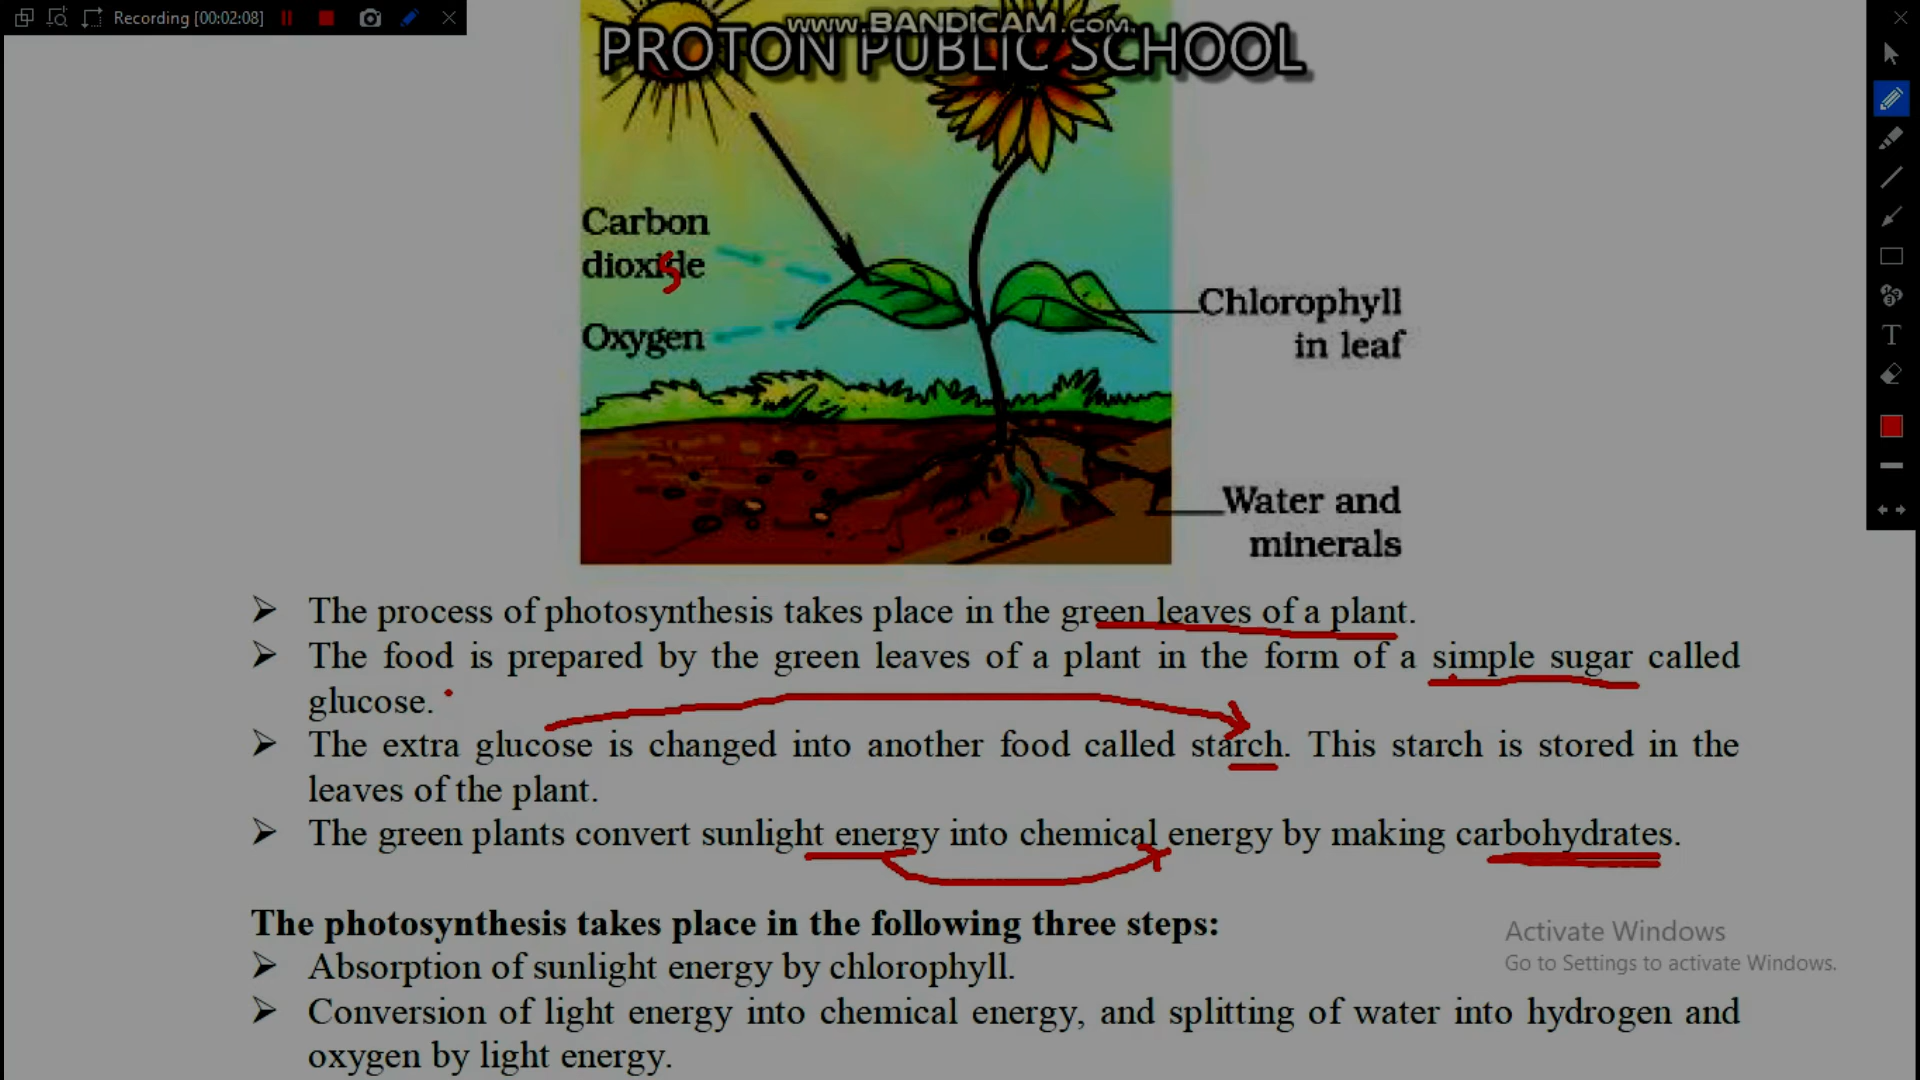 Recording [00:02:08]
www.BANDICAM.com
PROTON PUBLIC SCHOOL
Carbon
dioxide
Oxygen
Chlorophyll
in leaf
Water and
minerals
➢ The process of photosynthesis takes place in the green leaves of a plant.
➢ The food is prepared by the green leaves of a plant in the form of a simple sugar called
glucose.
➢ The extra glucose is changed into another food called starch. This starch is stored in the
leaves of the plant.
➢ The green plants convert sunlight energy into chemical energy by making carbohydrates.
The photosynthesis takes place in the following three steps:
➢ Absorption of sunlight energy by chlorophyll.
➢ Conversion of light energy into chemical energy, and splitting of water into hydrogen and
oxygen by light energy.
Activate Windows
Go to Settings to activate Windows.